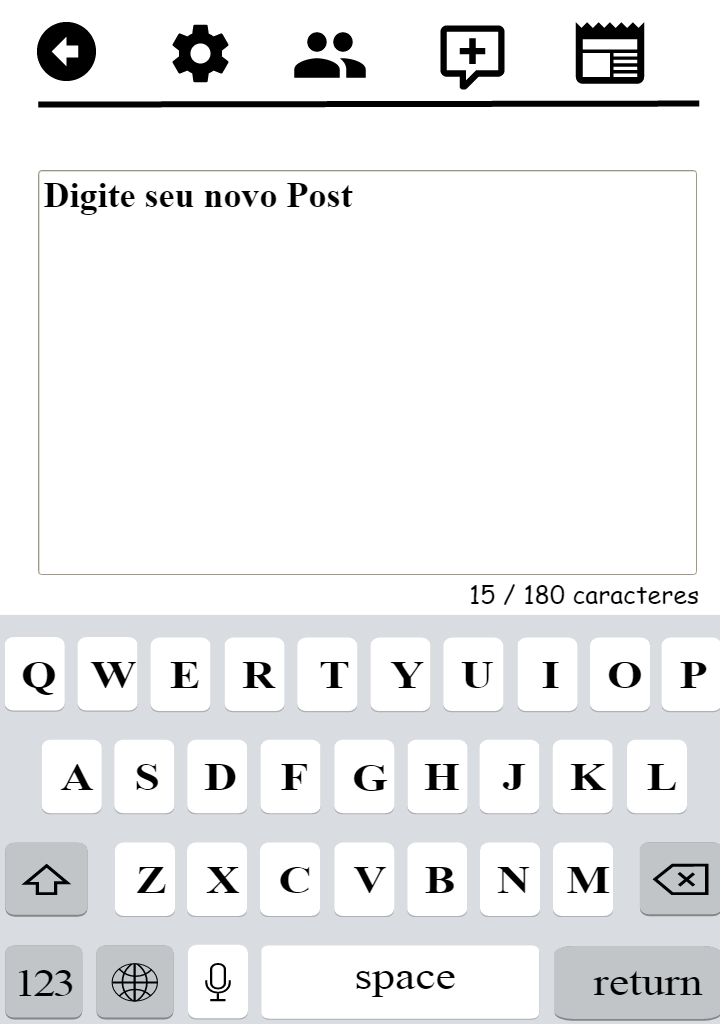 Digite seu novo Post
15 / 180 caracteres
Q W E R T Y U I O P
A S D F G H J K L
Z X C V B N M
123 space return